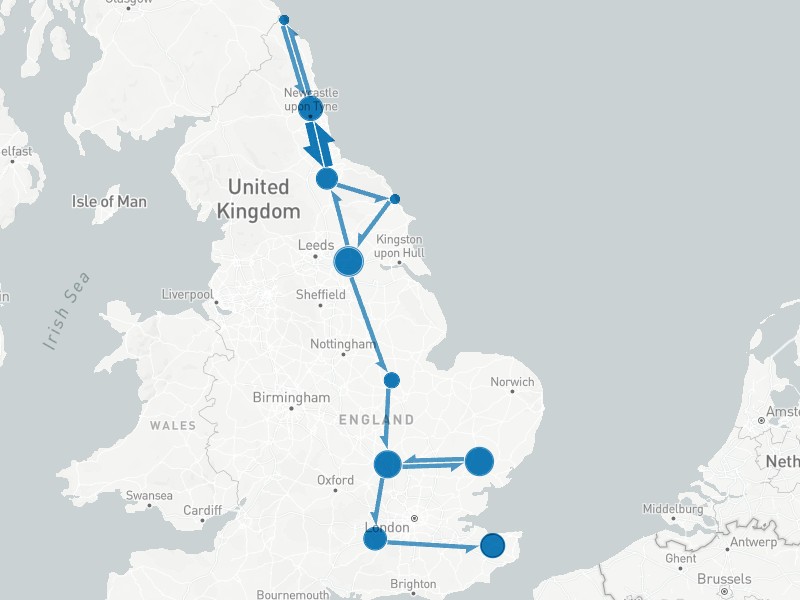 Glasgow
Newcastle
upon Tyne
elfast
Isle of Man
United
Kingdom
Kingston
upon Hull
Leeds
Irish Sea
Liverpool
Sheffield
Nottingham
Norwich
Birmingham
WALES
ENGLAND
Amste
Neth
Oxford
Swansea
Cardiff
London
Middelburg
Antwerp
Ghent
Brussels
Brighton
Bournemouth